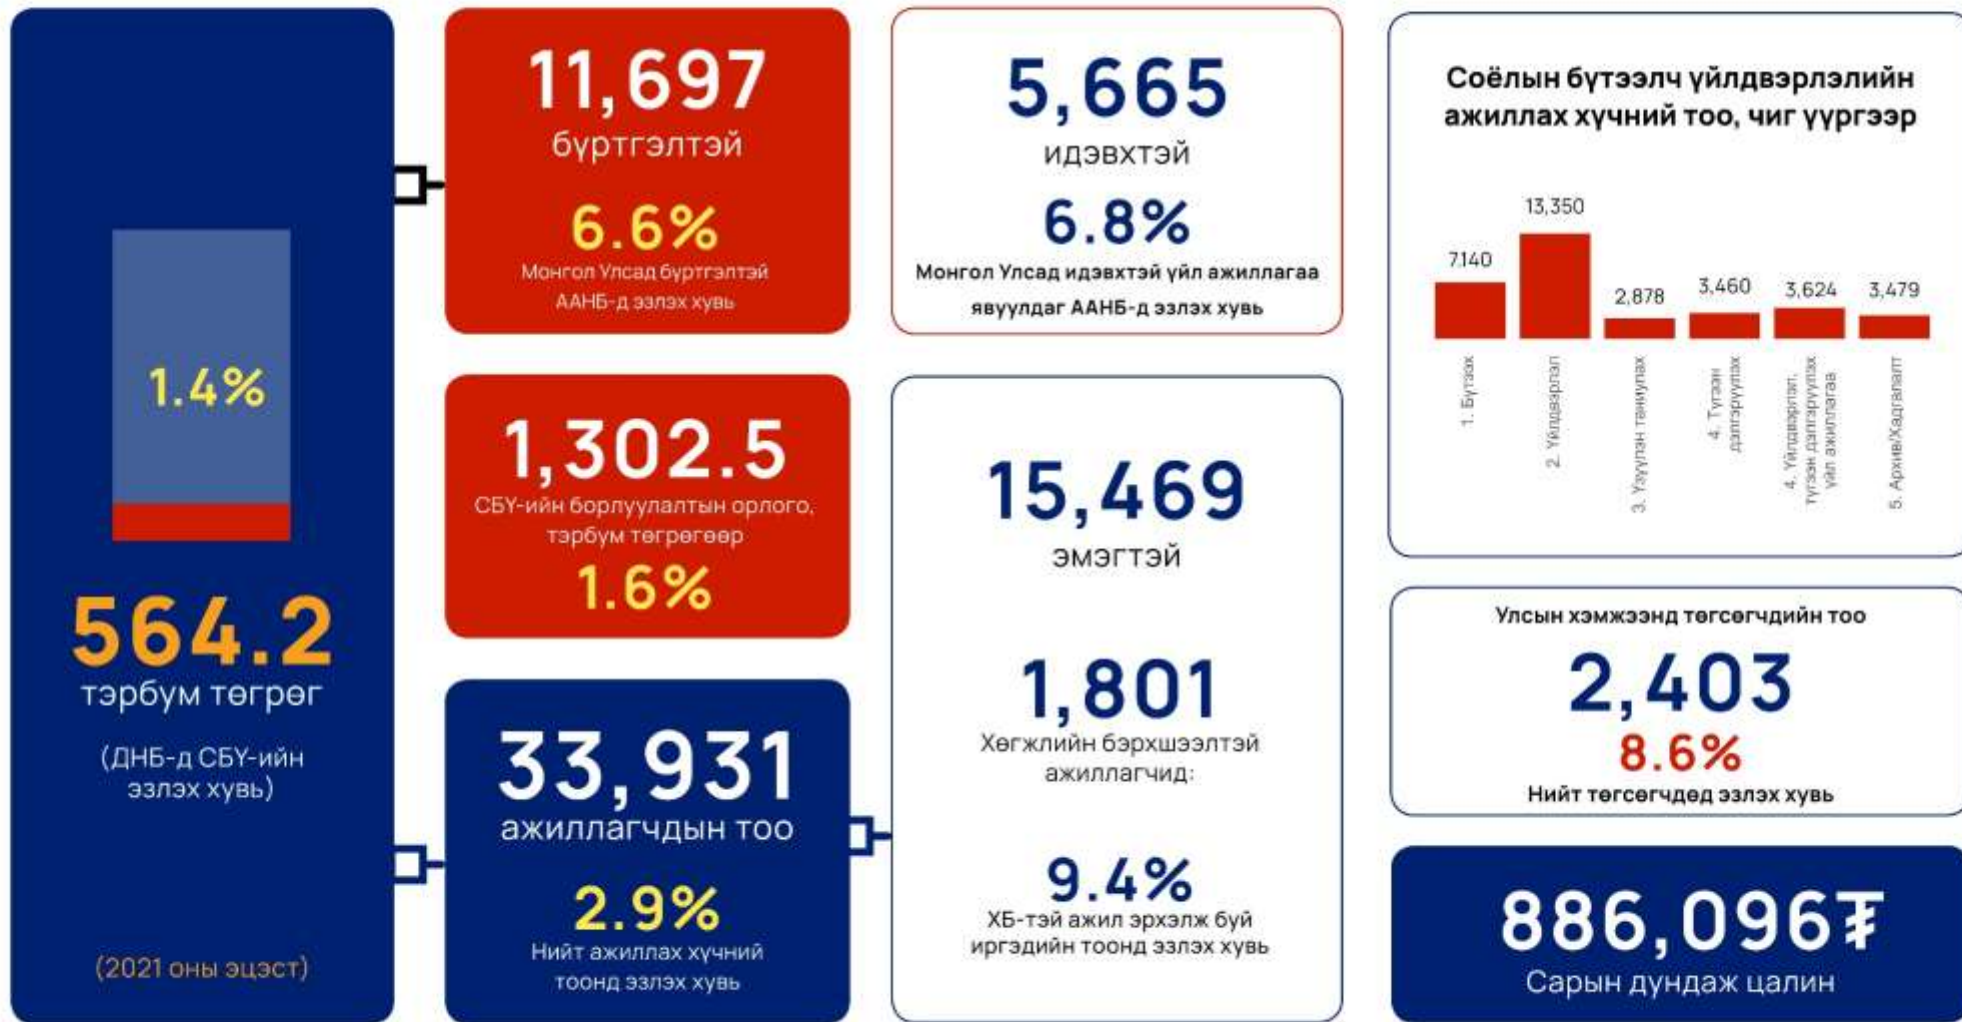 1.4%
564.2
тэрбум төгрөг
(ДНБ-д СБҮ-ийн
эзлэх хувь)
(2021 оны эцэст)
11,697
бүртгэлтэй
6.6%
Монгол Улсад бүртгэлтэй
ААНБ-д эзлэх хувь
1,302.5
СБҮ-ийн борлуулалтын орлого,
тэрбум төгрөгөөр
1.6%
33,931
ажиллагчдын тоо
2.9%
Нийт ажиллах хүчний
тоонд эзлэх хувь
5,665
идэвхтэй
6.8%
Монгол Улсад идэвхтэй үйл ажиллагаа
явуулдаг ААНБ-д эзлэх хувь
15,469
эмэгтэй
1,801
Хөгжлийн бэрхшээлтэй
ажиллагчид:
9.4%
ХБ-тэй ажил эрхэлж буй
иргэдийн тоонд эзлэх хувь
Соёлын бүтээлч үйлдвэрлэлийн
ажиллах хүчний тоо, чиг үүргээр
7.140
13,350
2,878
3,460
3,624
3,479
1. Бүтээх
2. Үйлдвэрлэл
3. Үзүүлэн таниулах
4. Түгээн
дэлгэрүүлэх
4. Үйлдвэрлэл,
түгээн дэлгэрүүлэх
үйл ажиллагаа
5. Архив/Хадгалалт
Улсын хэмжээнд төгсөгчдийн тоо
2,403
8.6%
Нийт төгсөгчдөд эзлэх хувь
886,096₮
Сарын дундаж цалин